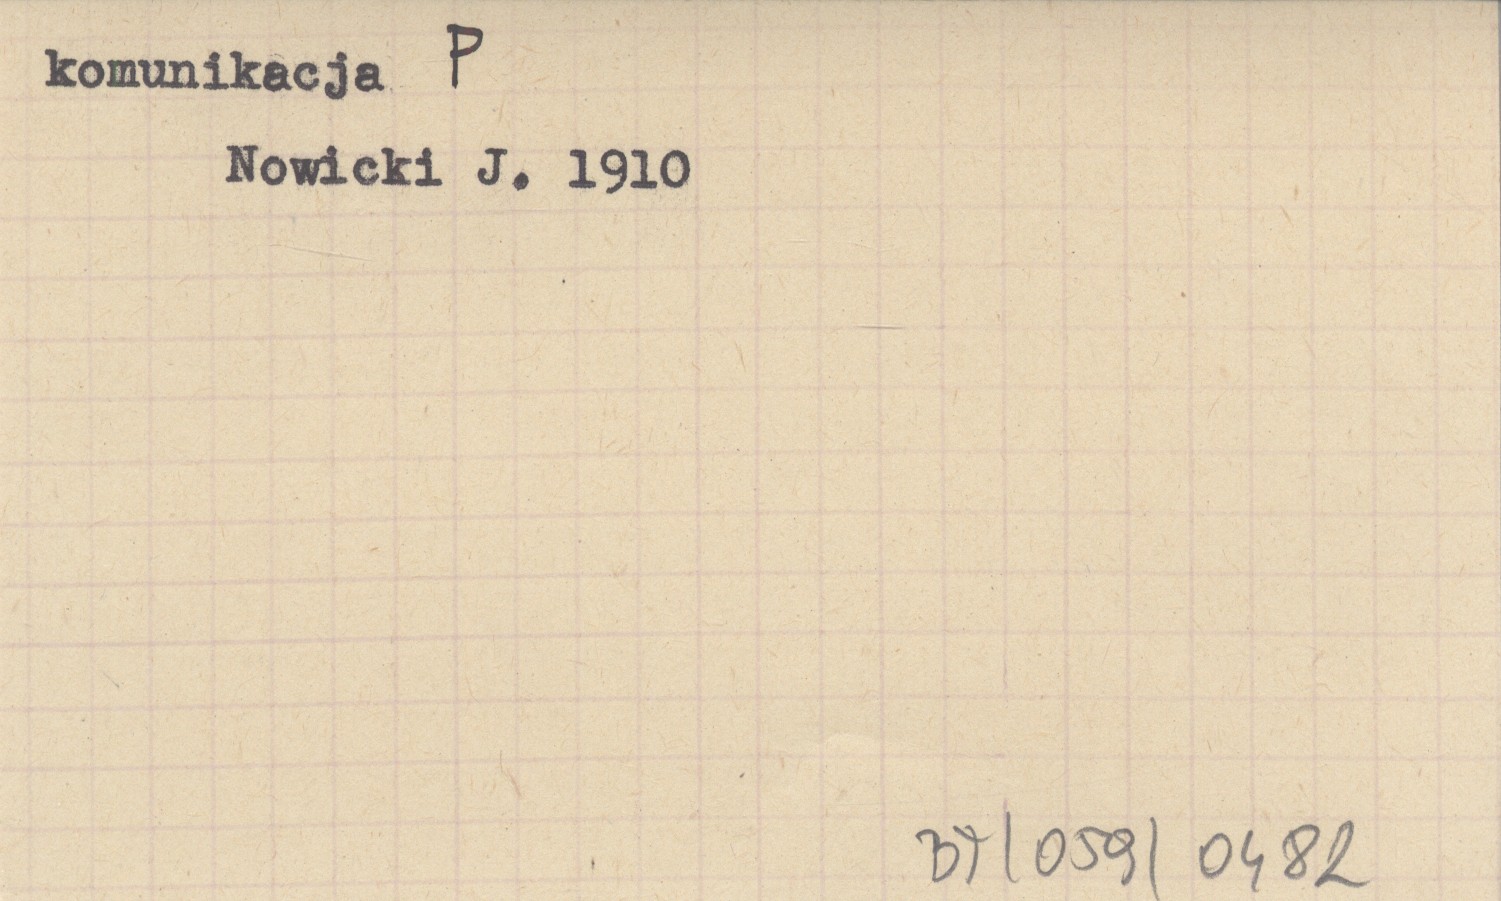 komunikacja P
Nowicki J. 1910
BT/059/ 0482